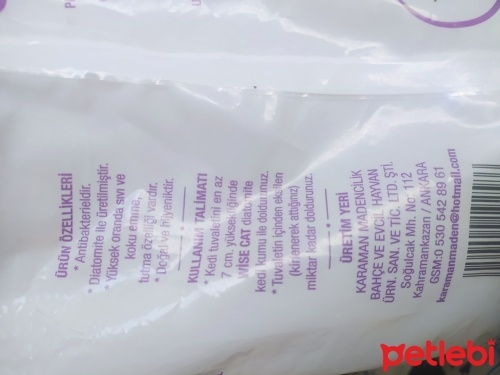 ÜRÜN ÖZELLİKLERİ
* Antibakterieldir.
* Diatomite ile üretilmiştir.
* Yüksek oranda sıvı ve
koku emme,
tutma özelliği vardır.
* Doğal ve hijyeniktir.
KULLANIM TALİMATI
* Kedi tuvaletini en az
7 cm. yüksekliğinde
WISE CAT diatite
kedi kumu ile doldurunuz.
* Tuvaletin içinden eksilen
(kirlenerek attığınız)
miktar kadar doldurunuz.
ÜRETİM YERİ
KARAMAN MADENCİLİK
BAHÇE VE EVCİL HAYVAN
ÜRN. SAN. VE TİC. LTD. ŞTİ.
Soğulcak Mh. No: 112
Kahramankazan / ANKARA
GSM:0 530 542 89 61
karamanmaden@hotmail.com
petlebi